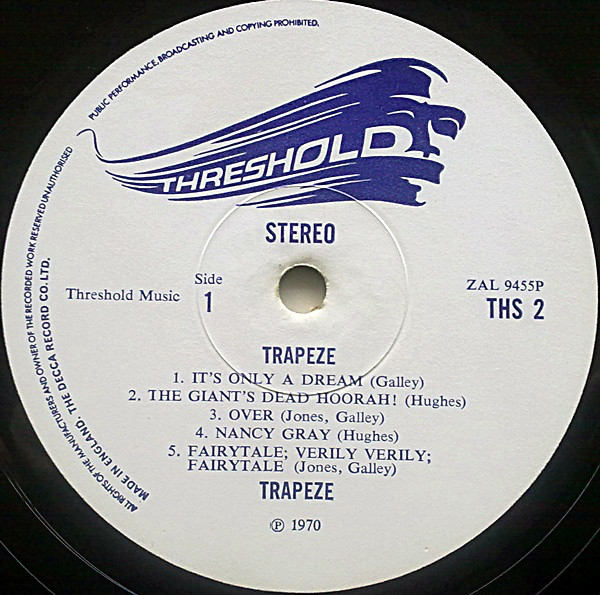 PUBLIC PERFORMANCE, BROADCASTING AND COPYING PROHIBITED.
ALL RIGHTS OF THE MANUFACTURERS AND OWNER OF THE RECORDED WORK RESERVED UNAUTHORISED
MADE IN ENGLAND. THE DECCA RECORD CO. LTD.
THRESHOLD
STEREO
Threshold Music
Side
1
ZAL 9455P
THS 2
TRAPEZE
1. IT'S ONLY A DREAM (Galley)
2. THE GIANT'S DEAD HOORAH! (Hughes)
3. OVER (Jones, Galley)
4. NANCY GRAY (Hughes)
5. FAIRYTALE; VERILY VERILY;
FAIRYTALE (Jones, Galley)
TRAPEZE
℗ 1970